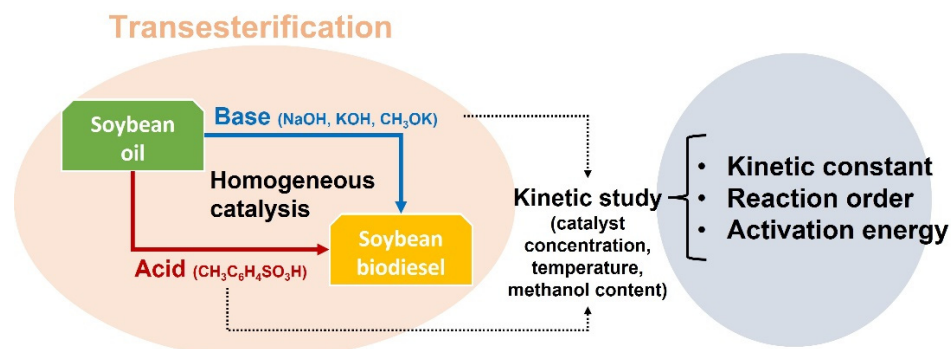 Transesterification
Soybean
oil
Base (NaOH, KOH, CH₃OK)
Homogeneous
catalysis
Soybean
biodiesel
Acid (CH₃C₆H₄SO₃H)
Kinetic study
(catalyst
concentration,
temperature,
methanol content)
• Kinetic constant
• Reaction order
• Activation energy